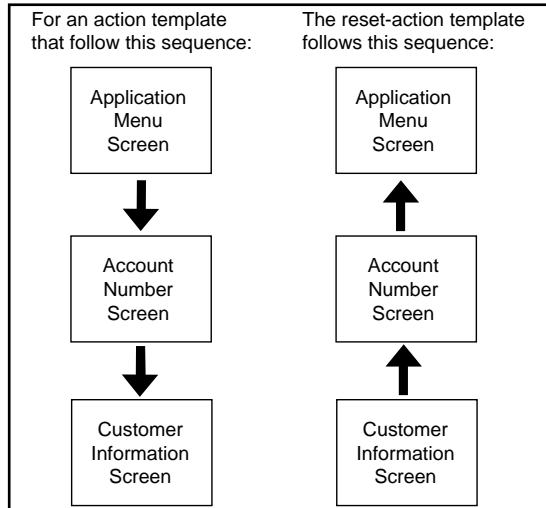 For an action template
that follow this sequence:
Application
Menu
Screen
Account
Number
Screen
Customer
Information
Screen
The reset-action template
follows this sequence:
Application
Menu
Screen
Account
Number
Screen
Customer
Information
Screen